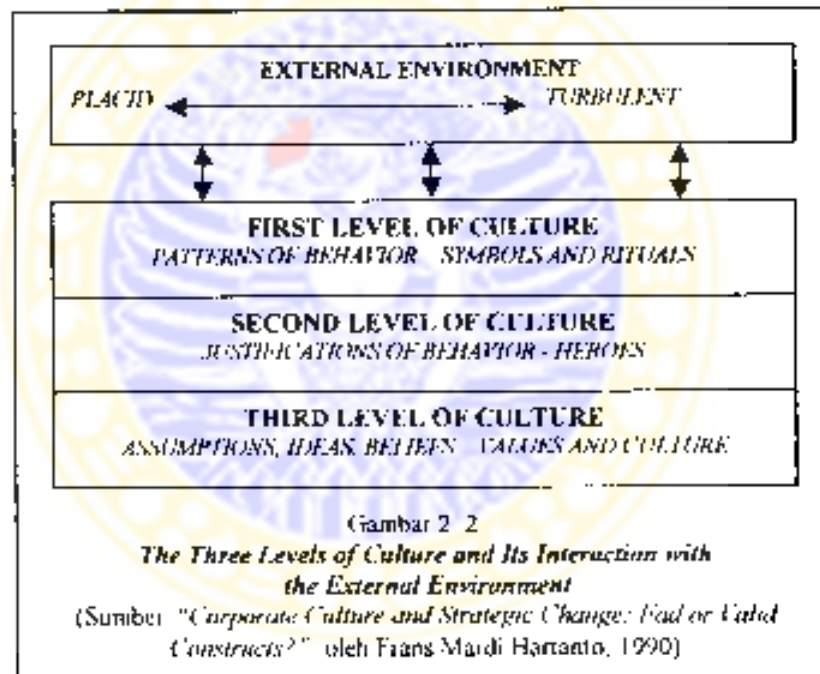 EXTERNAL ENVIRONMENT
PLACID TURBULENT
FIRST LEVEL OF CULTURE
PATTERNS OF BEHAVIOR SYMBOLS AND RITUALS
SECOND LEVEL OF CULTURE
JUSTIFICATIONS OF BEHAVIOR - HEROES
THIRD LEVEL OF CULTURE
ASSUMPTIONS, IDEAS, BELIEFS VALUES AND CULTURE
Gambar 2 2
The Three Levels of Culture and Its Interaction with
the External Environment
(Sumber "Corporate Culture and Strategic Change: Fad or Valid
Constructs?" oleh Frans Mardi Hartanto, 1990)